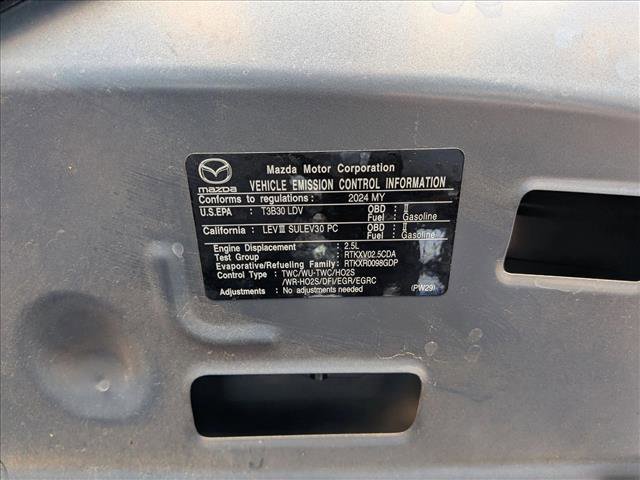 Mazda Motor Corporation
mazda VEHICLE EMISSION CONTROL INFORMATION
Conforms to regulations: 2024 MY
U.S.EPA : T3B30 LDV OBD : II
Fuel : Gasoline
California : LEVIII SULEV30 PC OBD : II
Fuel : Gasoline
Engine Displacement : 2.5L
Test Group : RTKXV02.5CDA
Evaporative/Refueling Family : RTKXR0098GDP
Control Type : TWC/WU-TWC/HO2S
/WR-HO2S/DFI/EGR/EGRC
Adjustments : No adjustments needed (PW29)